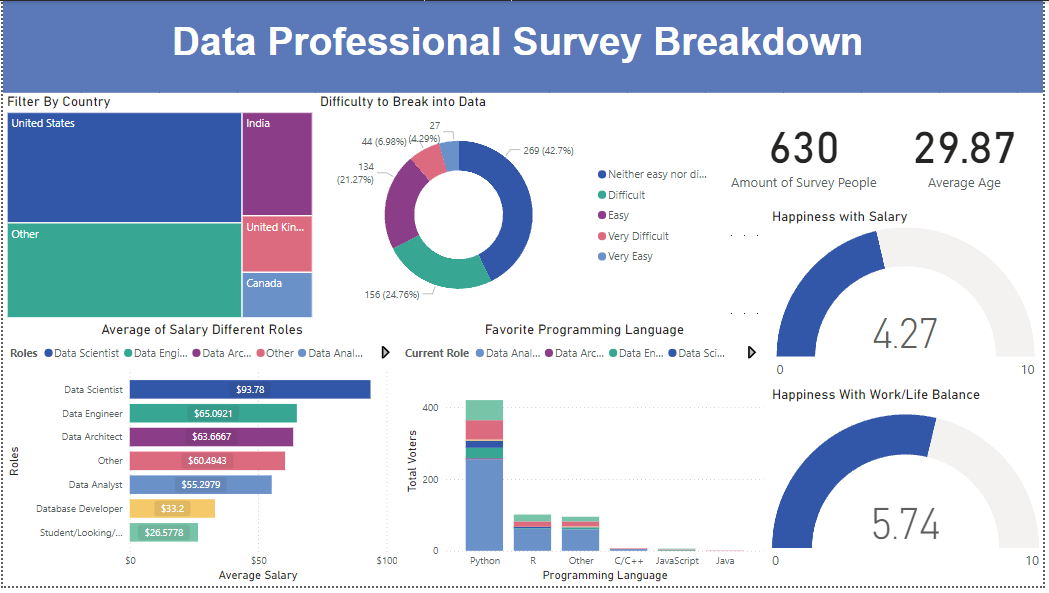 Data Professional Survey Breakdown
Filter By Country
United States
India
Other
United Kin...
Canada
Difficulty to Break into Data
27
(4.29%)
44 (6.98%)
134
(21.27%)
269 (42.7%)
156 (24.76%)
Neither easy nor di...
Difficult
Easy
Very Difficult
Very Easy
630
Amount of Survey People
29.87
Average Age
Happiness with Salary
4.27
0
10
Average of Salary Different Roles
Roles
Data Scientist
Data Engi...
Data Arc...
Other
Data Anal...
Roles
Data Scientist
$93.78
Data Engineer
$65.0921
Data Architect
$63.6667
Other
$60.4943
Data Analyst
$55.2979
Database Developer
$33.2
Student/Looking/...
$26.5778
$0
$50
$100
Average Salary
Favorite Programming Language
Current Role
Data Anal...
Data Arc...
Data En...
Data Sci...
Total Voters
400
200
0
Python
R
Other
C/C++
JavaScript
Java
Programming Language
Happiness With Work/Life Balance
5.74
0
10